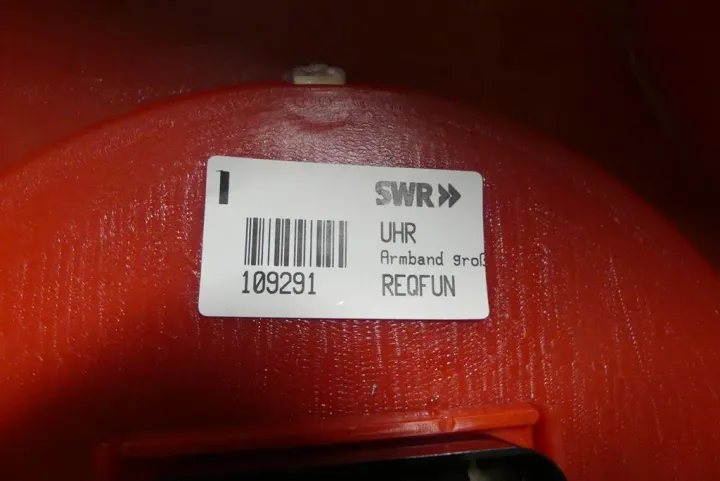 SWR
UHR
Armband groß
109291
REQFUN